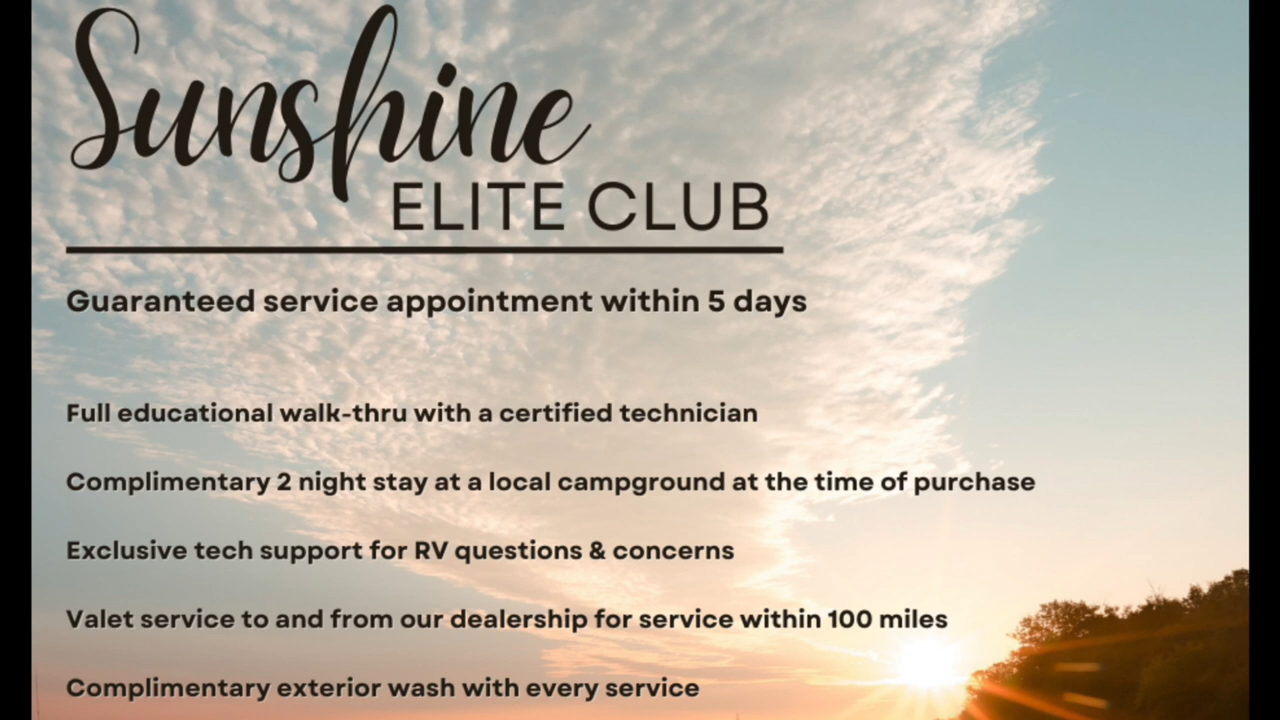 Sunshine
ELITE CLUB
Guaranteed service appointment within 5 days
Full educational walk-thru with a certified technician
Complimentary 2 night stay at a local campground at the time of purchase
Exclusive tech support for RV questions & concerns
Valet service to and from our dealership for service within 100 miles
Complimentary exterior wash with every service